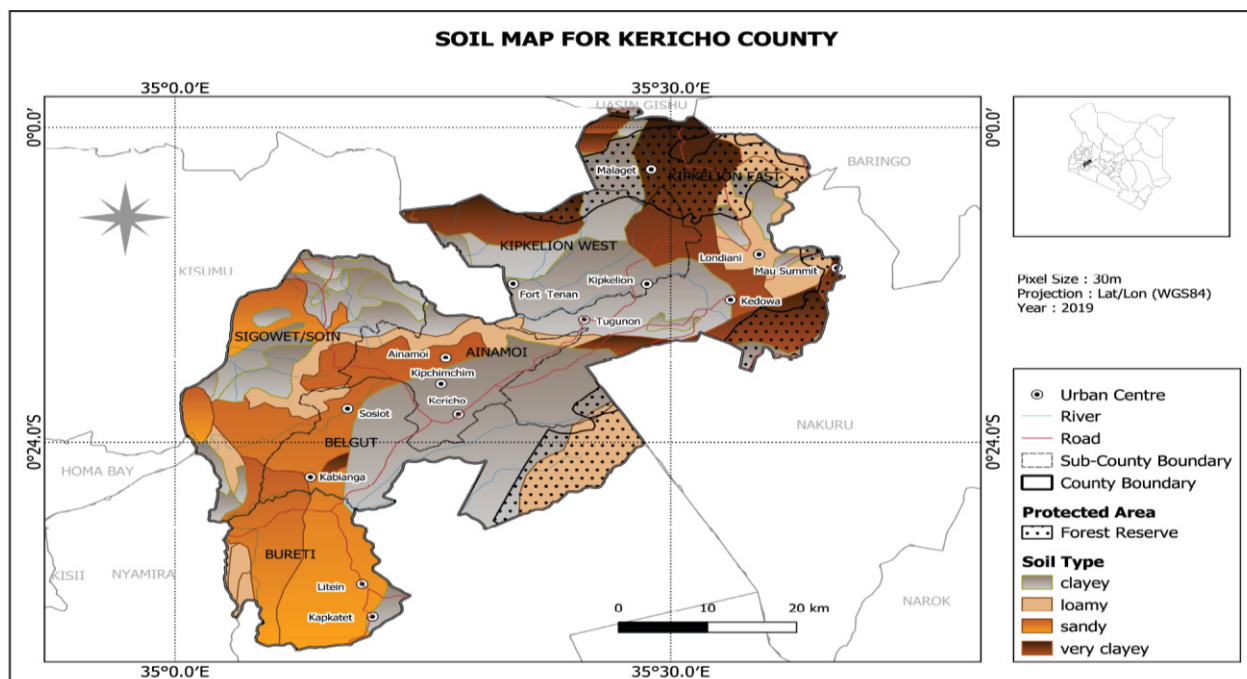 SOIL MAP FOR KERICHO COUNTY
35°0.0'E
35°30.0'E
UASIN GISHU
0°0.0'
0°0.0'
BARINGO
Malaget
KIPKELION EAST
KIPKELION WEST
Londiani
Mau Summit
KISUMU
Kipkelion
Fort Tenan
Kedowa
Tugunon
SIGOWET/SOIN
Ainamoi
AINAMOI
Kipchimchim
Kericho
Sosiot
NAKURU
0°24.0'S
BELGUT
0°24.0'S
HOMA BAY
Kabianga
BURETI
KISII
NYAMIRA
Litein
Kapkatet
NAROK
0 10 20 km
35°0.0'E
35°30.0'E
Pixel Size : 30m
Projection : Lat/Lon (WGS84)
Year : 2019
Urban Centre
River
Road
Sub-County Boundary
County Boundary
Protected Area
Forest Reserve
Soil Type
clayey
loamy
sandy
very clayey